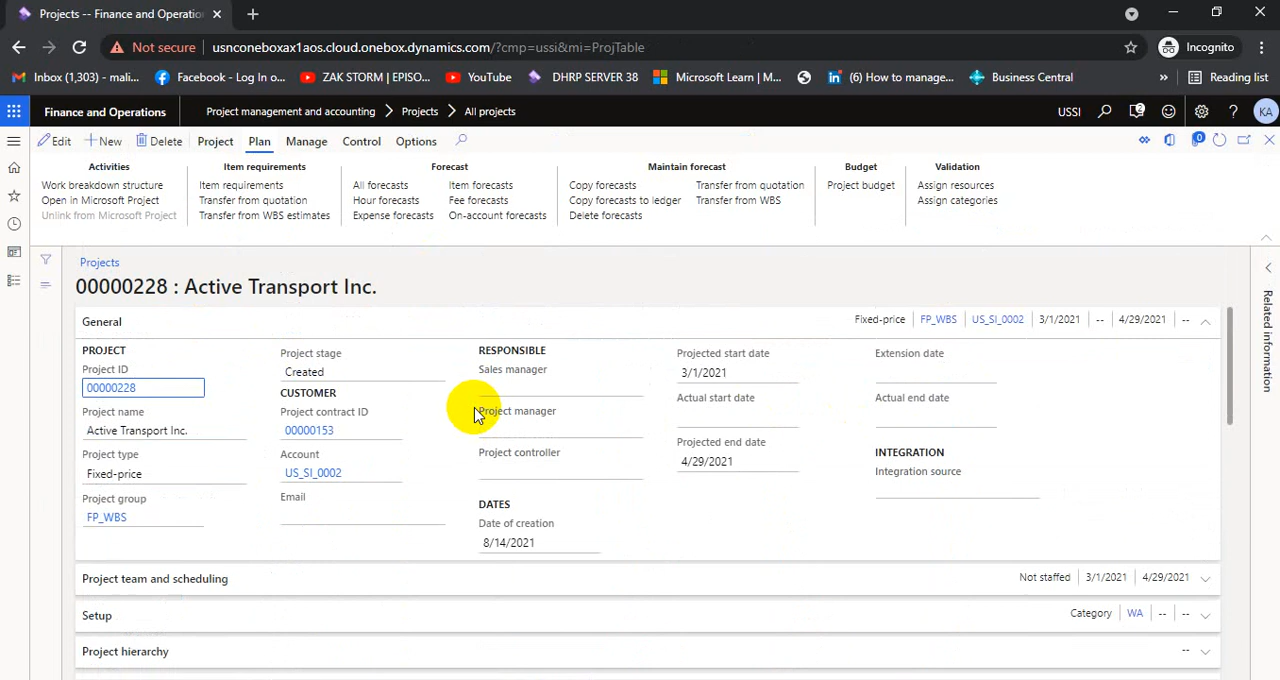 Projects -- Finance and Operatio
Not secure usnconeboxax1aos.cloud.onebox.dynamics.com/?cmp=ussi&mi=ProjTable Incognito
Inbox (1,303) - mali... Facebook - Log In o... ZAK STORM | EPISO... YouTube DHRP SERVER 38 Microsoft Learn | M... (6) How to manage... Business Central » Reading list
Finance and Operations Project management and accounting > Projects > All projects USSI 2 ? KA
Edit New Delete Project Plan Manage Control Options 0
Activities Item requirements Forecast Maintain forecast Budget Validation
Work breakdown structure Item requirements All forecasts Item forecasts Copy forecasts Transfer from quotation Project budget Assign resources
Open in Microsoft Project Transfer from quotation Hour forecasts Fee forecasts Copy forecasts to ledger Transfer from WBS Assign categories
Unlink from Microsoft Project Transfer from WBS estimates Expense forecasts On-account forecasts Delete forecasts
Projects
00000228 : Active Transport Inc.
General Fixed-price FP_WBS US_SI_0002 3/1/2021 -- 4/29/2021 --
PROJECT
Project ID
00000228
Project name
Active Transport Inc.
Project type
Fixed-price
Project group
FP_WBS
Project stage
Created
CUSTOMER
Project contract ID
00000153
Account
US_SI_0002
Email
RESPONSIBLE
Sales manager
Project manager
Project controller
DATES
Date of creation
8/14/2021
Projected start date
3/1/2021
Actual start date
Projected end date
4/29/2021
Extension date
Actual end date
INTEGRATION
Integration source
Related information
Project team and scheduling Not staffed 3/1/2021 4/29/2021
Setup Category WA -- --
Project hierarchy --